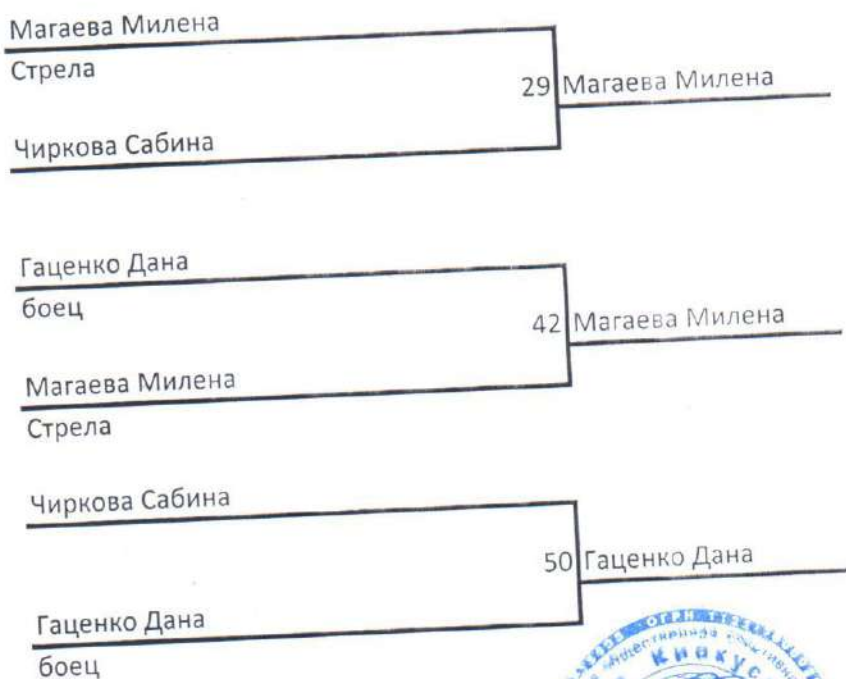 Магаева Милена
Стрела
29 Магаева Милена
Чиркова Сабина
Гаценко Дана
боец
42 Магаева Милена
Магаева Милена
Стрела
Чиркова Сабина
50 Гаценко Дана
Гаценко Дана
боец
ОГРН